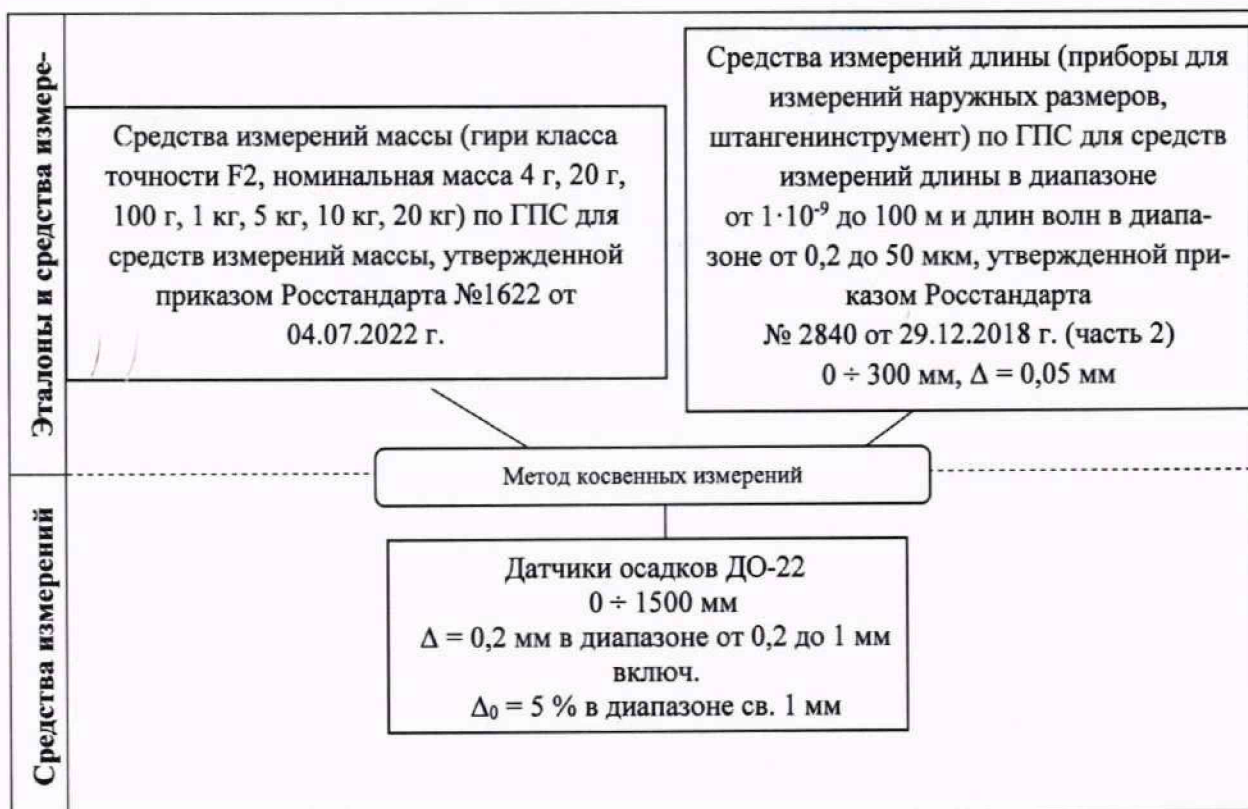 Эталоны и средства измере-
Средства измерений массы (гири класса
точности F2, номинальная масса 4 г, 20 г,
100 г, 1 кг, 5 кг, 10 кг, 20 кг) по ГПС для
средств измерений массы, утвержденной
приказом Росстандарта №1622 от
04.07.2022 г.
Средства измерений длины (приборы для
измерений наружных размеров,
штангенинструмент) по ГПС для средств
измерений длины в диапазоне
от 1·10⁻⁹ до 100 м и длин волн в диапа-
зоне от 0,2 до 50 мкм, утвержденной при-
казом Росстандарта
№ 2840 от 29.12.2018 г. (часть 2)
0 ÷ 300 мм, Δ = 0,05 мм
Метод косвенных измерений
Средства измерений
Датчики осадков ДО-22
0 ÷ 1500 мм
Δ = 0,2 мм в диапазоне от 0,2 до 1 мм
включ.
Δ₀ = 5 % в диапазоне св. 1 мм